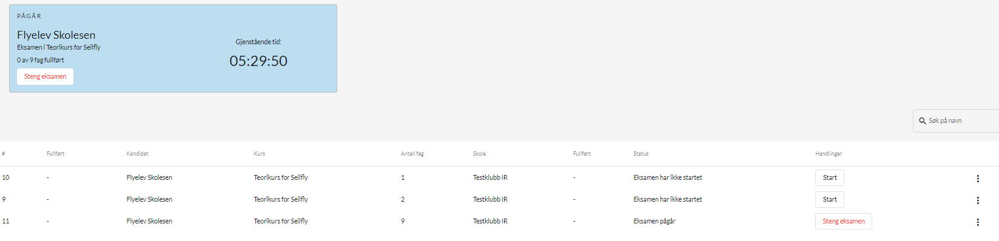 PÅGÅR
Flyelev Skolesen
Eksamen i Teorikurs for Seilfly
0 av 9 fag fullført
Steng eksamen
Gjenstående tid:
05:29:50
Søk på navn
# Fullført Kandidat Kurs Antall fag Skole Fullført Status Handlinger
10 - Flyelev Skolesen Teorikurs for Seilfly 1 Testklubb IR - Eksamen har ikke startet Start
9 - Flyelev Skolesen Teorikurs for Seilfly 2 Testklubb IR - Eksamen har ikke startet Start
11 - Flyelev Skolesen Teorikurs for Seilfly 9 Testklubb IR - Eksamen pågår Steng eksamen